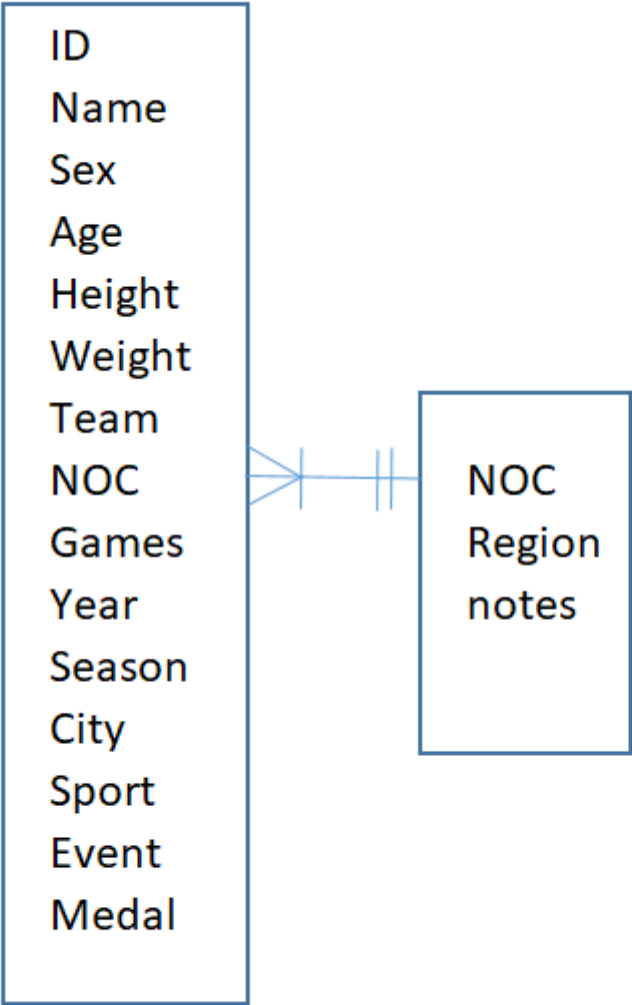 ID
Name
Sex
Age
Height
Weight
Team
NOC
Games
Year
Season
City
Sport
Event
Medal
NOC
Region
notes